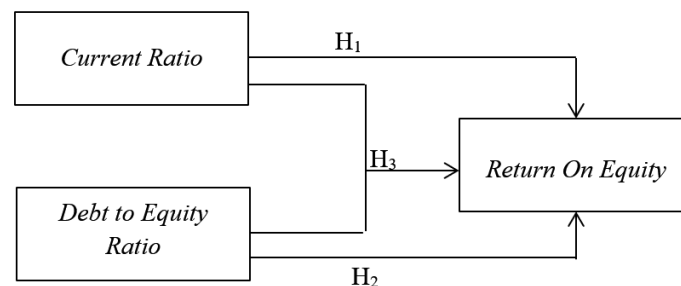 H₁
Current Ratio
H₃
Return On Equity
Debt to Equity
Ratio
H₂